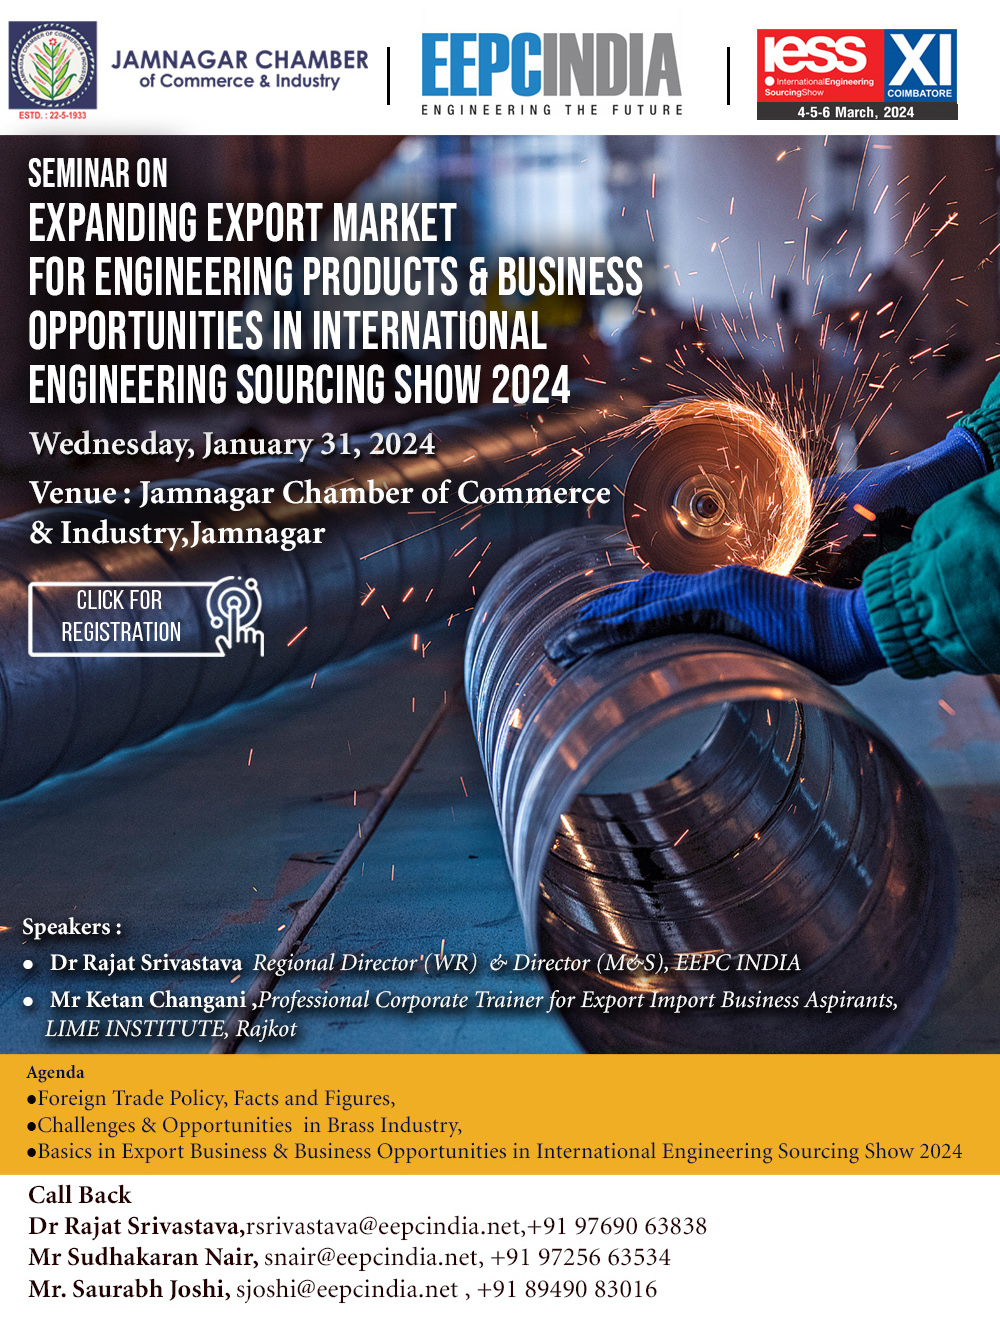 JAMNAGAR CHAMBER
of Commerce & Industry
ESTD. : 22-5-1933
EEPCINDIA
ENGINEERING THE FUTURE
iess
InternationalEngineering
SourcingShow
XI
COIMBATORE
4-5-6 March, 2024
SEMINAR ON
EXPANDING EXPORT MARKET
FOR ENGINEERING PRODUCTS & BUSINESS
OPPORTUNITIES IN INTERNATIONAL
ENGINEERING SOURCING SHOW 2024
Wednesday, January 31, 2024
Venue : Jamnagar Chamber of Commerce
& Industry,Jamnagar
CLICK FOR
REGISTRATION
Speakers :
• Dr Rajat Srivastava Regional Director (WR) & Director (M&S), EEPC INDIA
• Mr Ketan Changani ,Professional Corporate Trainer for Export Import Business Aspirants,
LIME INSTITUTE, Rajkot
Agenda
•Foreign Trade Policy, Facts and Figures,
•Challenges & Opportunities in Brass Industry,
•Basics in Export Business & Business Opportunities in International Engineering Sourcing Show 2024
Call Back
Dr Rajat Srivastava,rsrivastava@eepcindia.net,+91 97690 63838
Mr Sudhakaran Nair, snair@eepcindia.net, +91 97256 63534
Mr. Saurabh Joshi, sjoshi@eepcindia.net , +91 89490 83016